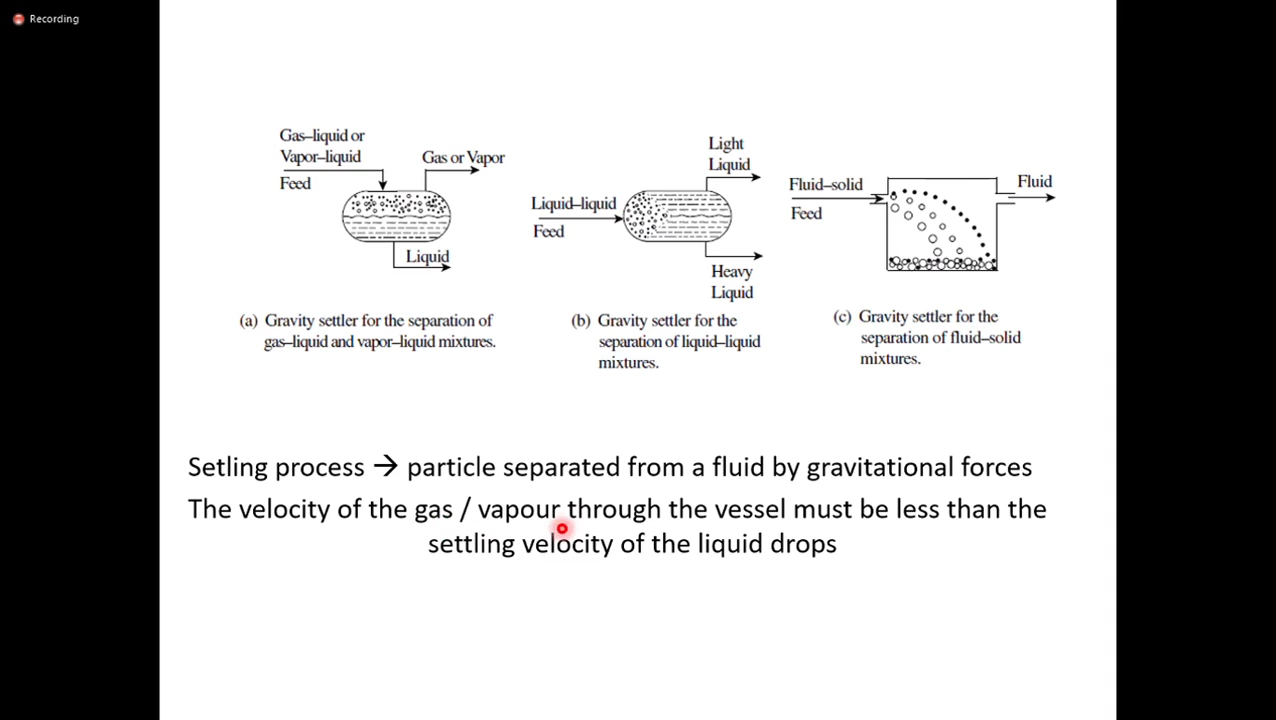 Recording
Gas–liquid or
Vapor–liquid
Feed
Gas or Vapor
Liquid
(a) Gravity settler for the separation of
gas–liquid and vapor–liquid mixtures.
Liquid–liquid
Feed
Light
Liquid
Heavy
Liquid
(b) Gravity settler for the
separation of liquid–liquid
mixtures.
Fluid–solid
Feed
Fluid
(c) Gravity settler for the
separation of fluid–solid
mixtures.
Setling process → particle separated from a fluid by gravitational forces
The velocity of the gas / vapour through the vessel must be less than the
settling velocity of the liquid drops